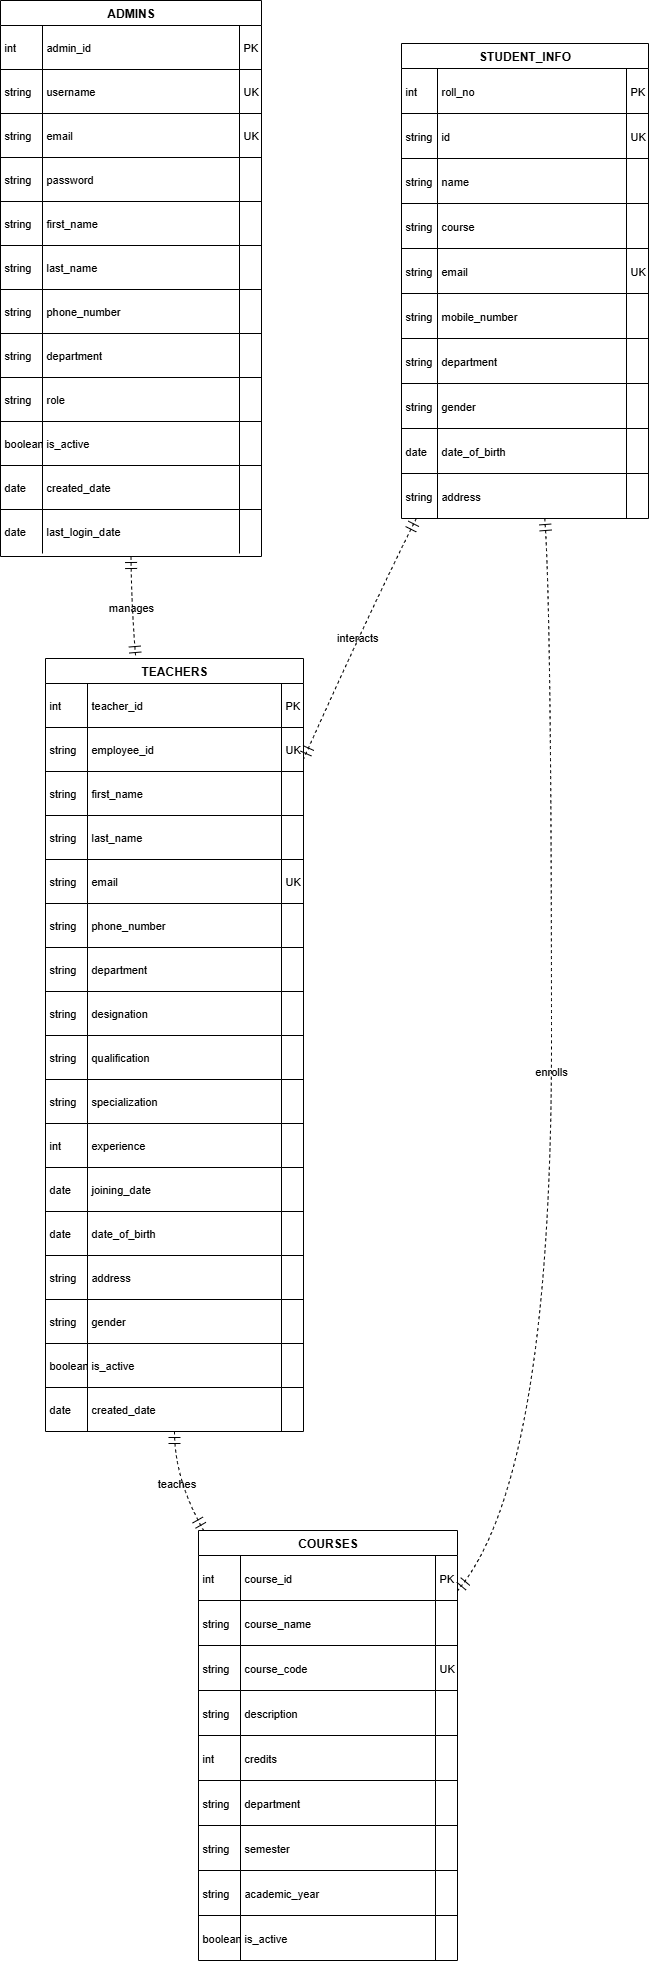 ADMINS
int admin_id PK
string username UK
string email UK
string password
string first_name
string last_name
string phone_number
string department
string role
boolean is_active
date created_date
date last_login_date
STUDENT_INFO
int roll_no PK
string id UK
string name
string course
string email UK
string mobile_number
string department
string gender
date date_of_birth
string address
manages
interacts
TEACHERS
int teacher_id PK
string employee_id UK
string first_name
string last_name
string email UK
string phone_number
string department
string designation
string qualification
string specialization
int experience
date joining_date
date date_of_birth
string address
string gender
boolean is_active
date created_date
enrolls
teaches
COURSES
int course_id PK
string course_name
string course_code UK
string description
int credits
string department
string semester
string academic_year
boolean is_active